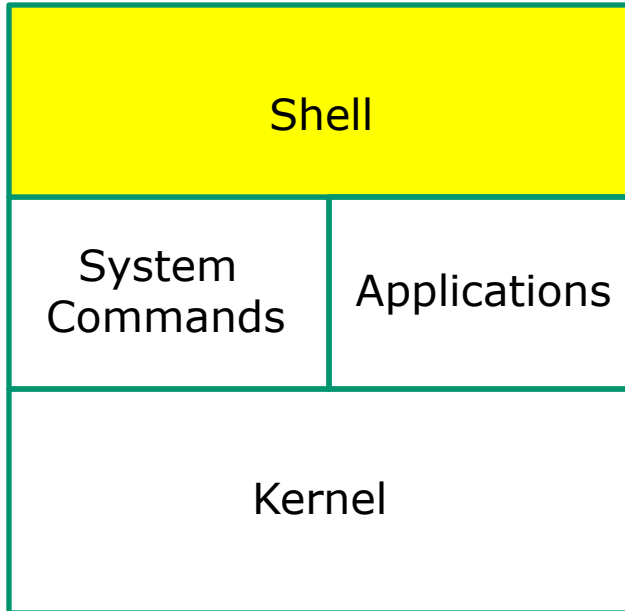 Shell
System
Commands
Applications
Kernel